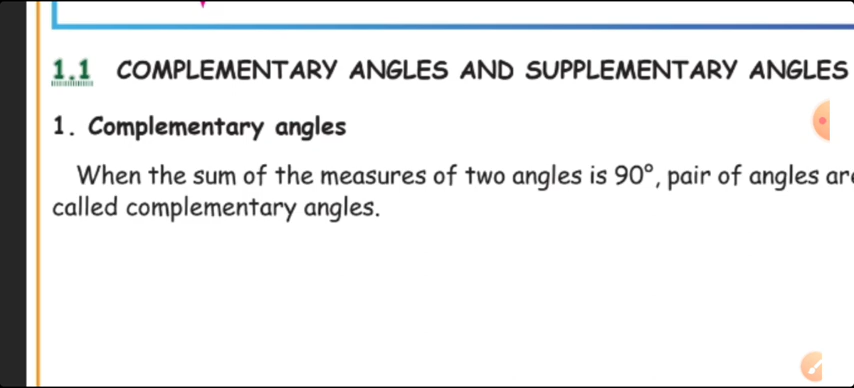 1.1 COMPLEMENTARY ANGLES AND SUPPLEMENTARY ANGLES
1. Complementary angles
When the sum of the measures of two angles is 90°, pair of angles are
called complementary angles.